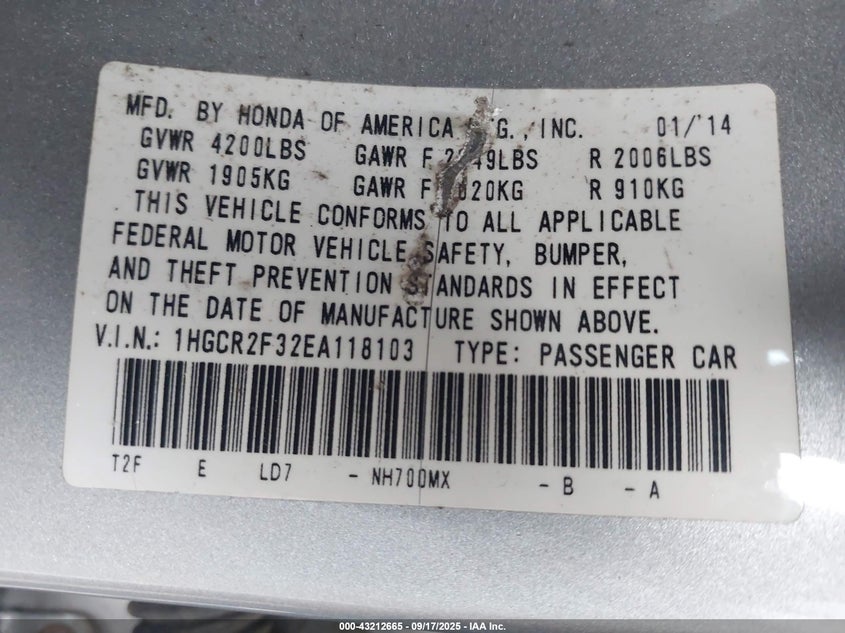 MFD. BY HONDA OF AMERICA INC. 01/'14
GVWR 4200LBS GAWR F LBS R 2006LBS
GVWR 1905KG GAWR F KG R 910KG
THIS VEHICLE CONFORMS TO ALL APPLICABLE
FEDERAL MOTOR VEHICLE SAFETY, BUMPER,
AND THEFT PREVENTION STANDARDS IN EFFECT
ON THE DATE OF MANUFACTURE SHOWN ABOVE.
V.I.N.: 1HGCR2F32EA118103 TYPE: PASSENGER CAR
T2F E LD7 - NH700MX - B - A
000-43212665 - 09/17/2025 - IAA Inc.